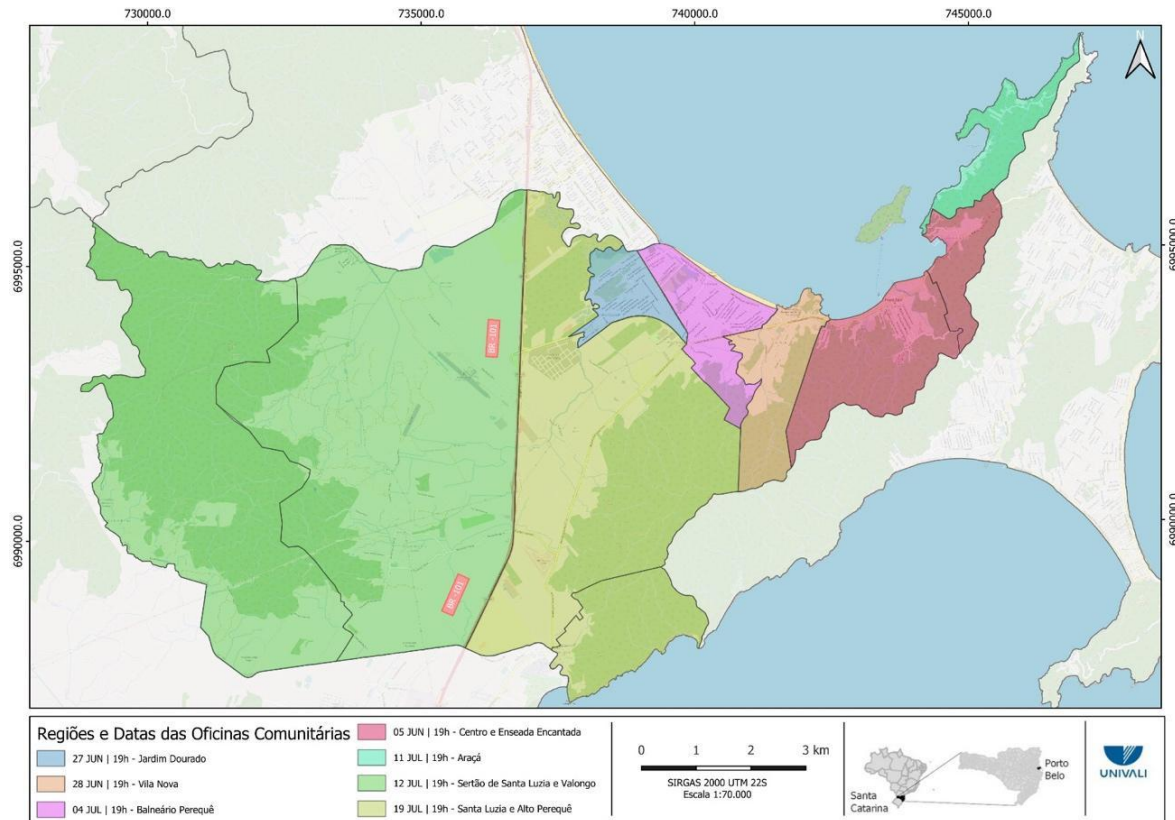 730000.0 735000.0 740000.0 745000.0
N
6995000.0 6995000.0
BR-101
6990000.0 6990000.0
BR-101
Regiões e Datas das Oficinas Comunitárias
27 JUN | 19h - Jardim Dourado
28 JUN | 19h - Vila Nova
04 JUL | 19h - Balneário Perequê
05 JUN | 19h - Centro e Enseada Encantada
11 JUL | 19h - Araçá
12 JUL | 19h - Sertão de Santa Luzia e Valongo
19 JUL | 19h - Santa Luzia e Alto Perequê
0 1 2 3 km
SIRGAS 2000 UTM 22S
Escala 1:70.000
Santa
Catarina
Porto
Belo
UNIVALI